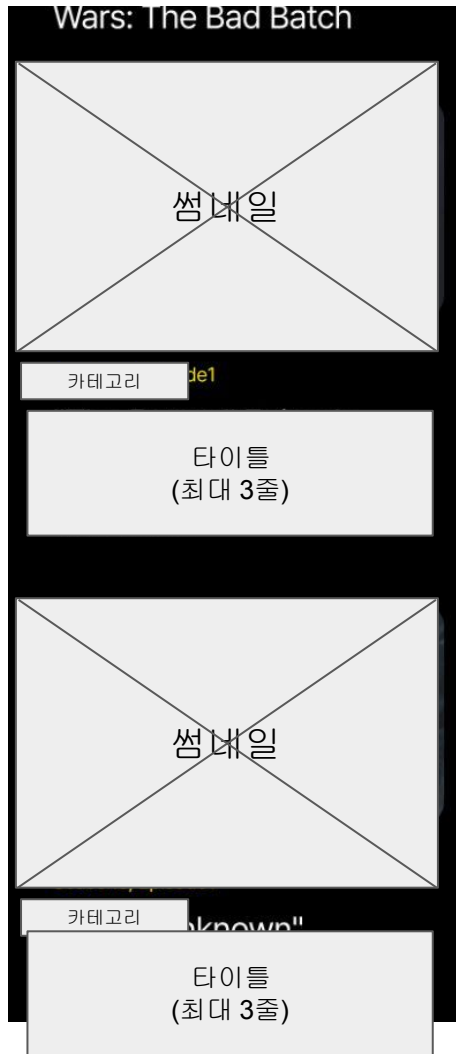 Wars: The Bad Batch
썸네일
카테고리
de1
타이틀
(최대 3줄)
썸네일
카테고리
nknown"
타이틀
(최대 3줄)